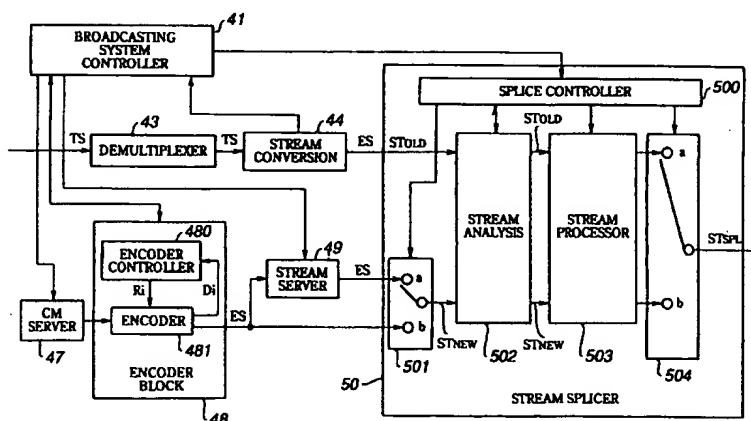 41
BROADCASTING
SYSTEM
CONTROLLER
500
SPLICE CONTROLLER
43
44
TS
DEMULTIPLEXER
TS
STREAM
CONVERSION
ES
STOLD
STOLD
a
STREAM
ANALYSIS
STREAM
PROCESSOR
STSPL
480
ENCODER
CONTROLLER
49
STREAM
SERVER
ES
a
Ri
Di
CM
SERVER
ENCODER
ES
b
STNEW
STNEW
b
47
481
501
502
503
504
ENCODER
BLOCK
50
STREAM SPLICER
48